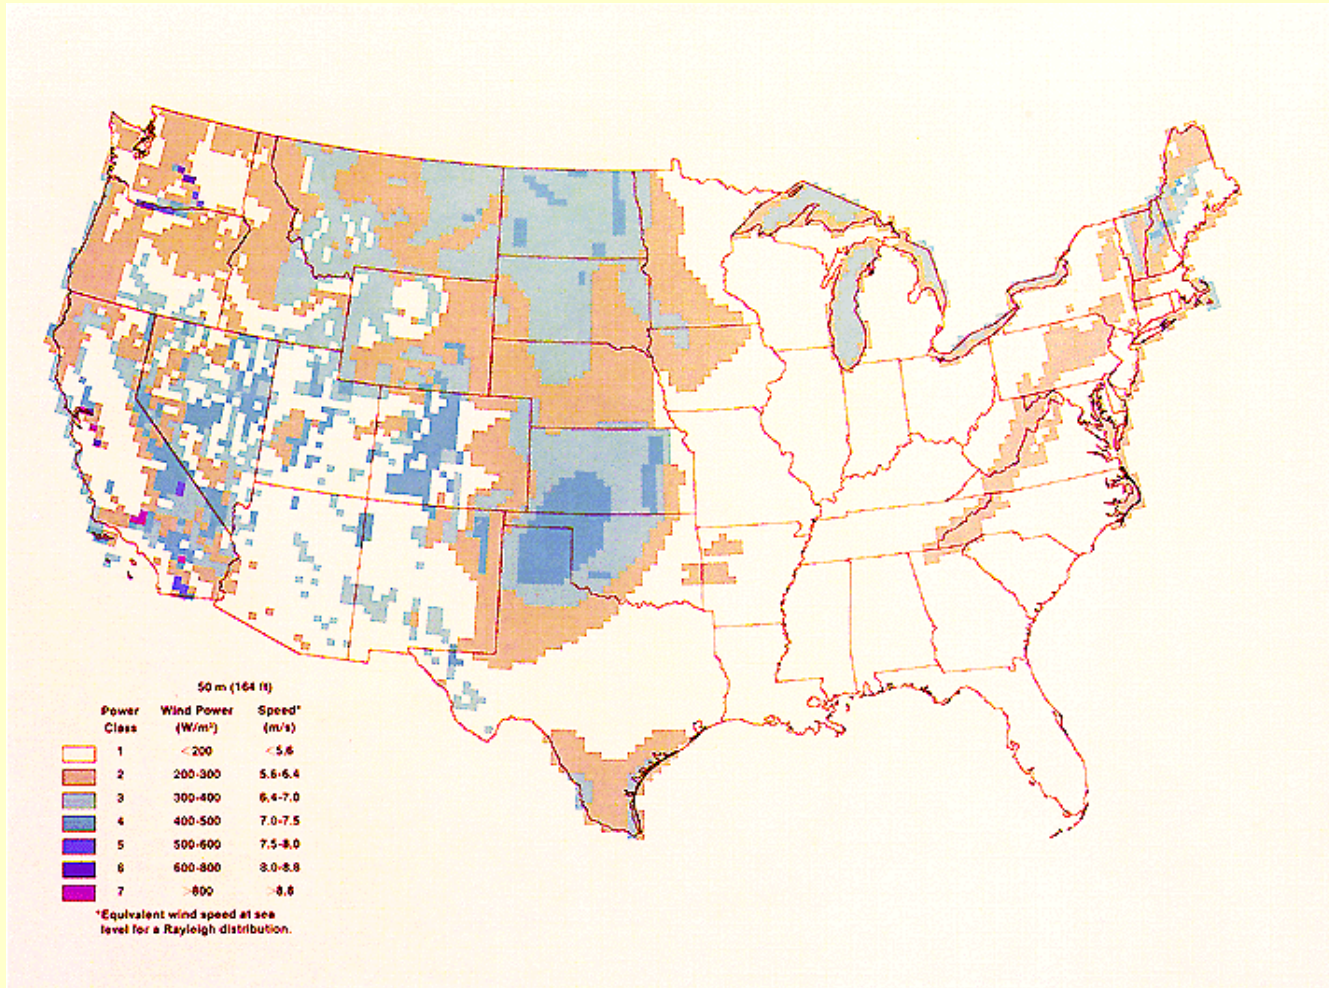 50 m (164 ft)
Power Wind Power Speed*
Class (W/m²) (m/s)
1 <200 <5.6
2 200-300 5.6-6.4
3 300-400 6.4-7.0
4 400-500 7.0-7.5
5 500-600 7.5-8.0
6 600-800 8.0-8.8
7 >800 >8.8
*Equivalent wind speed at sea
level for a Rayleigh distribution.